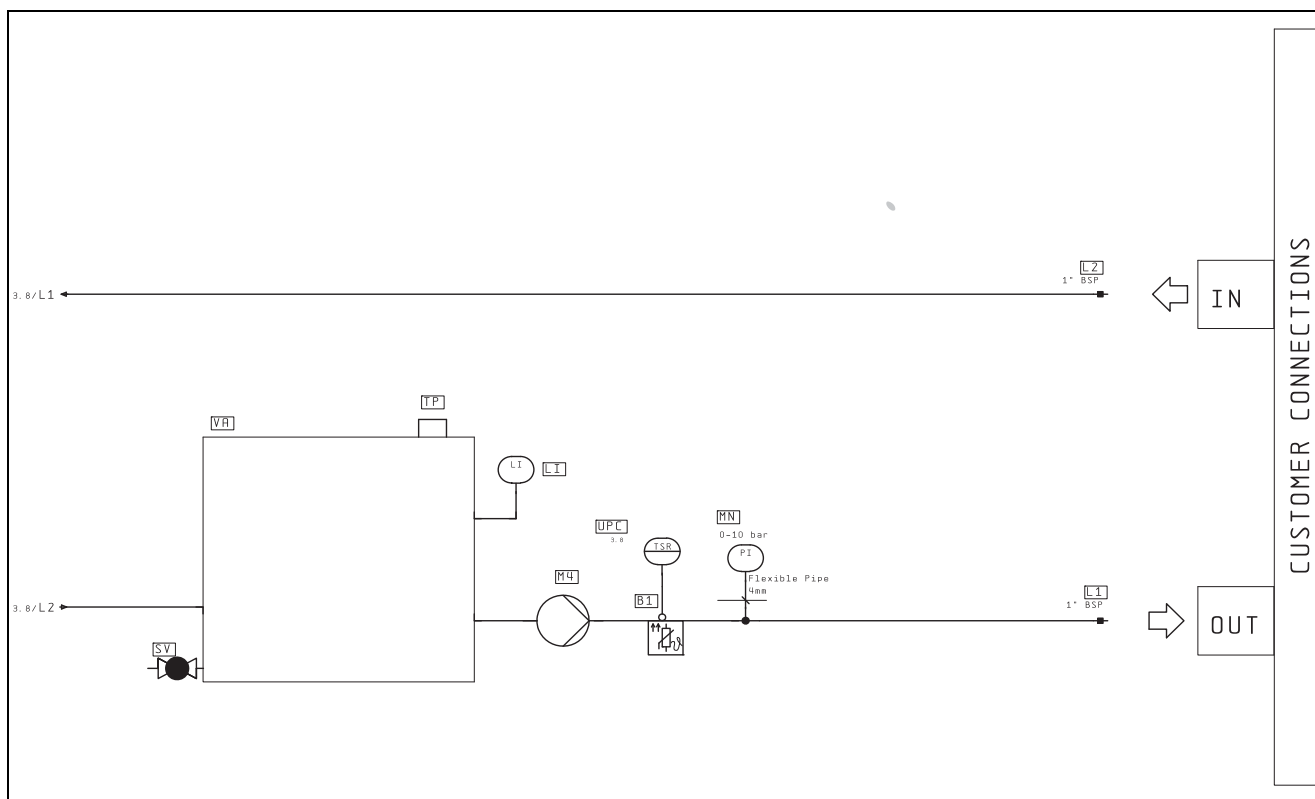 L2
1" BSP
3.8/L1
IN
CUSTOMER CONNECTIONS
TP
VA
LI
LI
MN
UPC
0-10 bar
3.8
TSR
PI
M4
Flexible Pipe
4mm
B1
L1
1" BSP
3.8/L2
OUT
SV